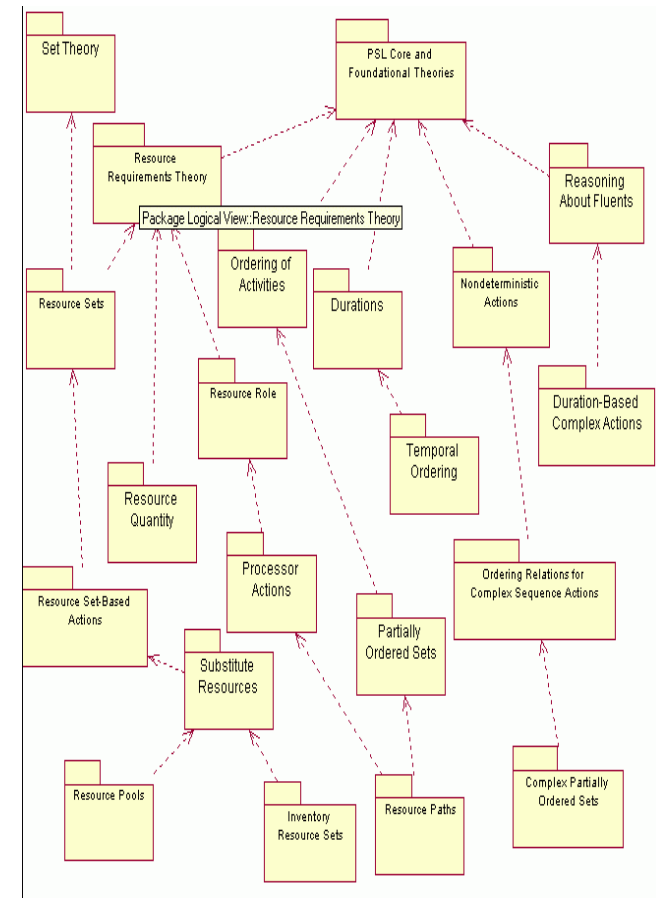 Set Theory
PSL Core and
Foundational Theories
Resource
Requirements Theory
Reasoning
About Fluents
Package Logical View::Resource Requirements Theory
Ordering of
Activities
Resource Sets
Durations
Nondeterministic
Actions
Resource Role
Duration-Based
Complex Actions
Temporal
Ordering
Resource
Quantity
Processor
Actions
Ordering Relations for
Complex Sequence Actions
Resource Set-Based
Actions
Partially
Ordered Sets
Substitute
Resources
Resource Pools
Inventory
Resource Sets
Resource Paths
Complex Partially
Ordered Sets